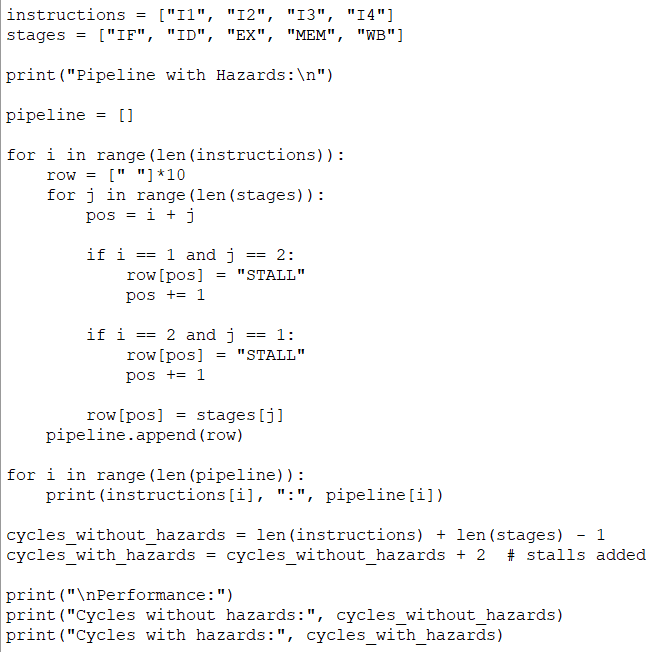 instructions = ["I1", "I2", "I3", "I4"]
stages = ["IF", "ID", "EX", "MEM", "WB"]

print("Pipeline with Hazards:\n")

pipeline = []

for i in range(len(instructions)):
    row = [" "]*10
    for j in range(len(stages)):
        pos = i + j

        if i == 1 and j == 2:
            row[pos] = "STALL"
            pos += 1

        if i == 2 and j == 1:
            row[pos] = "STALL"
            pos += 1

        row[pos] = stages[j]
    pipeline.append(row)

for i in range(len(pipeline)):
    print(instructions[i], ":", pipeline[i])

cycles_without_hazards = len(instructions) + len(stages) - 1
cycles_with_hazards = cycles_without_hazards + 2  # stalls added

print("\nPerformance:")
print("Cycles without hazards:", cycles_without_hazards)
print("Cycles with hazards:", cycles_with_hazards)